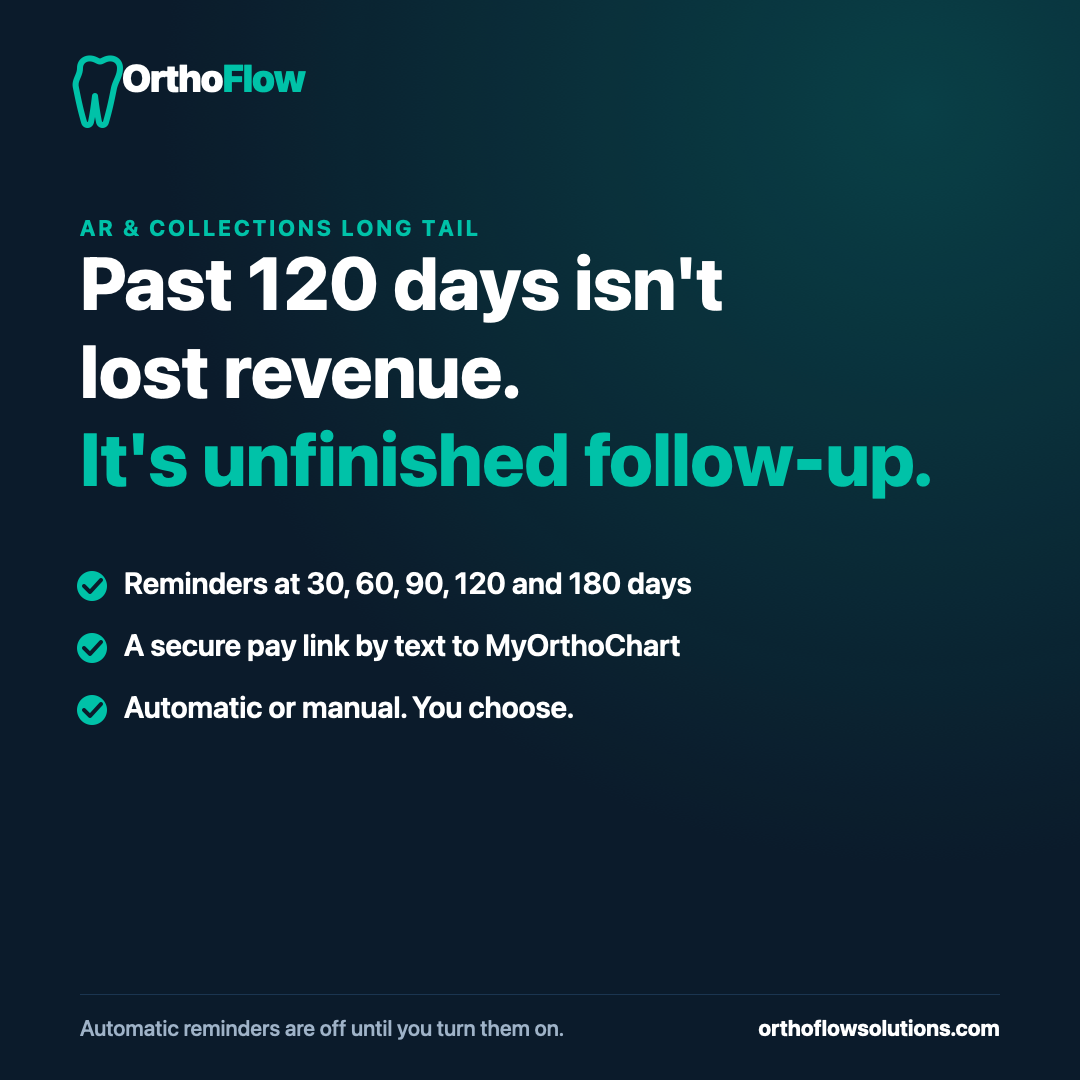 OrthoFlow
AR & COLLECTIONS LONG TAIL
Past 120 days isn't
lost revenue.
It's unfinished follow-up.
Reminders at 30, 60, 90, 120 and 180 days
A secure pay link by text to MyOrthoChart
Automatic or manual. You choose.
Automatic reminders are off until you turn them on.
orthoflowsolutions.com